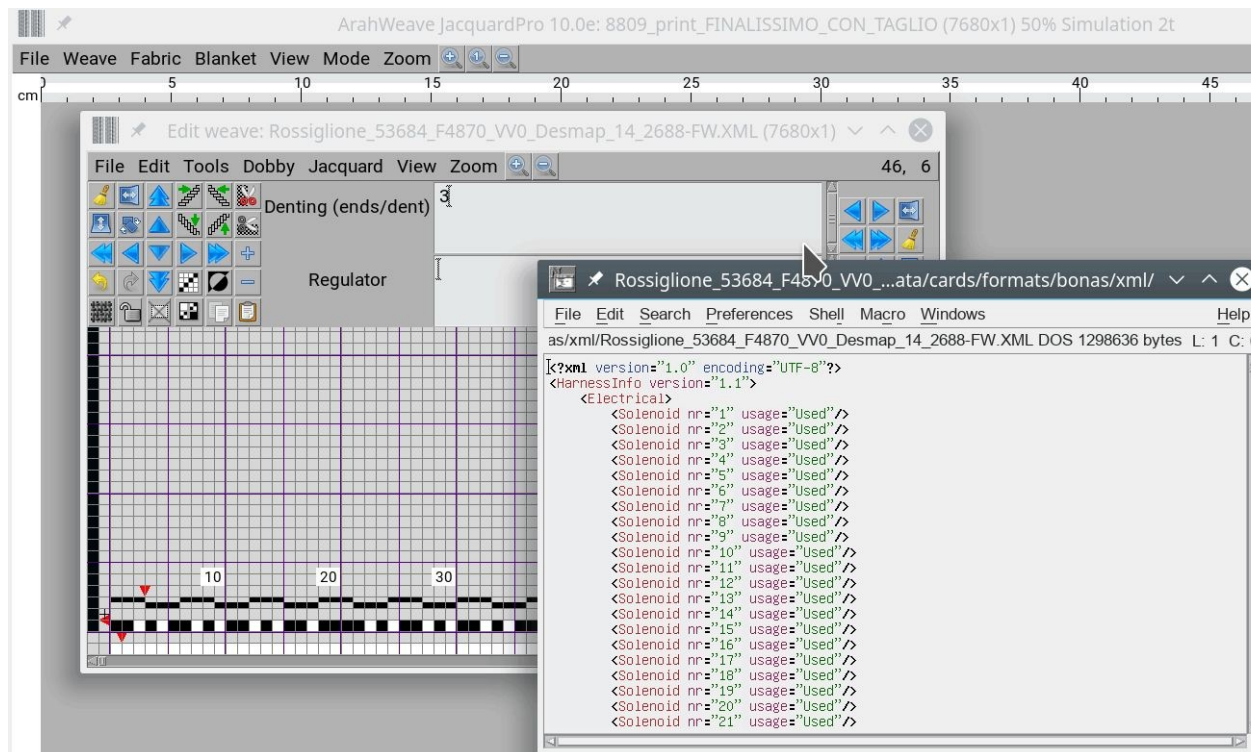 ArahWeave JacquardPro 10.0e: 8809_print_FINALISSIMO_CON_TAGLIO (7680x1) 50% Simulation 2t
File Weave Fabric Blanket View Mode Zoom
cm 5 10 15 20 25 30 35 40 45
Edit weave: Rossiglione_53684_F4870_VV0_Desmap_14_2688-FW.XML (7680x1)
File Edit Tools Dobby Jacquard View Zoom 46, 6
Denting (ends/dent) 3
Regulator
10 20 30
Rossiglione_53684_F4870_VV0_...ata/cards/formats/bonas/xml/
File Edit Search Preferences Shell Macro Windows Help
as/xml/Rossiglione_53684_F4870_VV0_Desmap_14_2688-FW.XML DOS 1298636 bytes L: 1 C:
<?xml version="1.0" encoding="UTF-8"?>
<HarnessInfo version="1.1">
<Electrical>
<Solenoid nr="1" usage="Used"/>
<Solenoid nr="2" usage="Used"/>
<Solenoid nr="3" usage="Used"/>
<Solenoid nr="4" usage="Used"/>
<Solenoid nr="5" usage="Used"/>
<Solenoid nr="6" usage="Used"/>
<Solenoid nr="7" usage="Used"/>
<Solenoid nr="8" usage="Used"/>
<Solenoid nr="9" usage="Used"/>
<Solenoid nr="10" usage="Used"/>
<Solenoid nr="11" usage="Used"/>
<Solenoid nr="12" usage="Used"/>
<Solenoid nr="13" usage="Used"/>
<Solenoid nr="14" usage="Used"/>
<Solenoid nr="15" usage="Used"/>
<Solenoid nr="16" usage="Used"/>
<Solenoid nr="17" usage="Used"/>
<Solenoid nr="18" usage="Used"/>
<Solenoid nr="19" usage="Used"/>
<Solenoid nr="20" usage="Used"/>
<Solenoid nr="21" usage="Used"/>